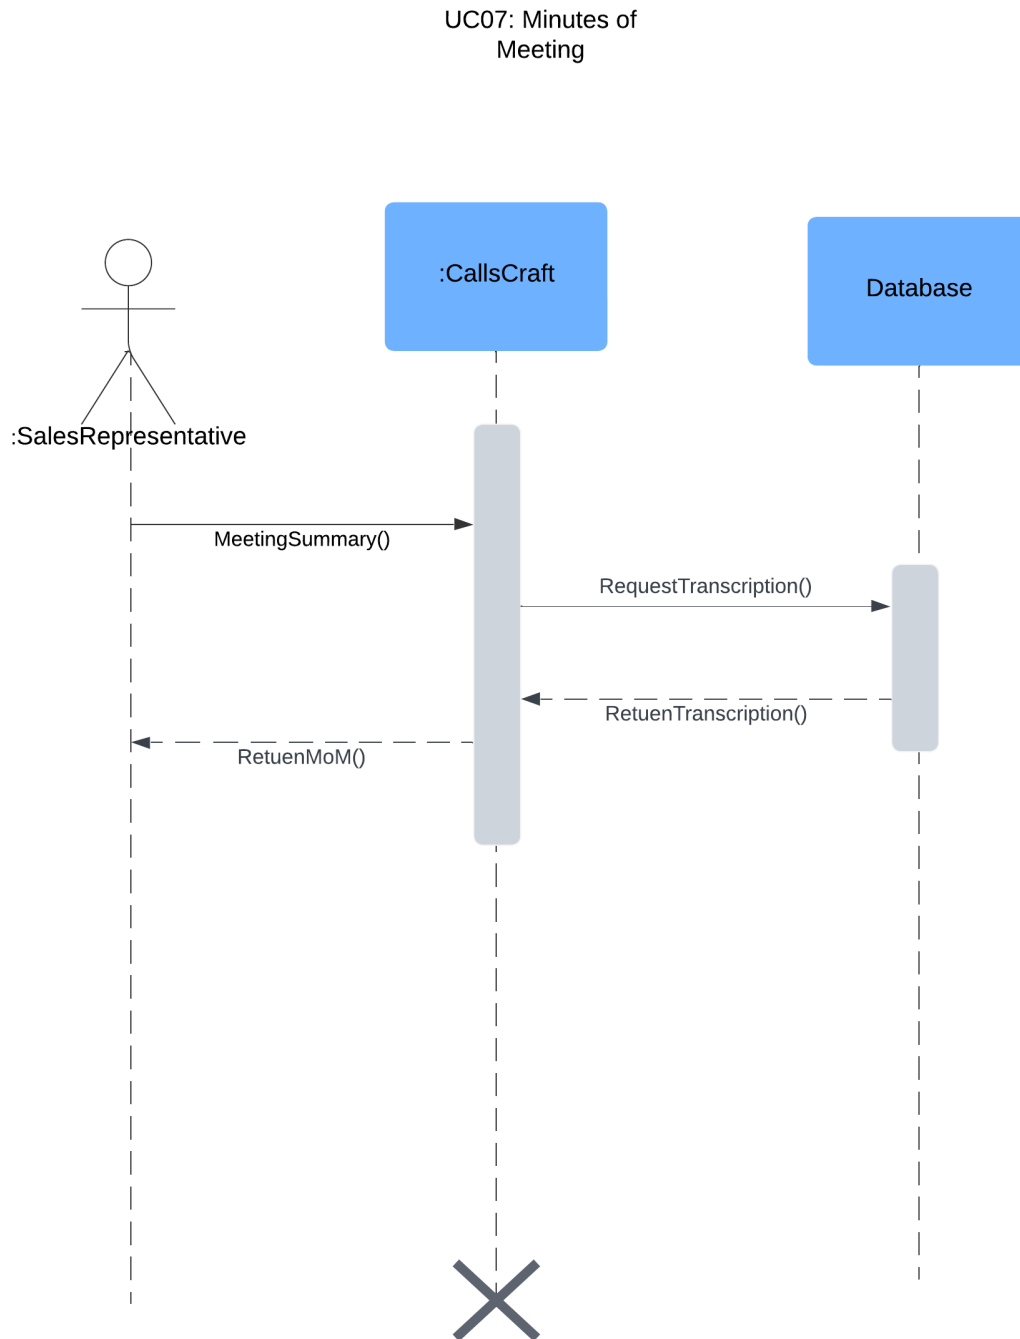 UC07: Minutes of
Meeting
:CallsCraft
Database
:SalesRepresentative
MeetingSummary()
RequestTranscription()
RetuenTranscription()
RetuenMoM()